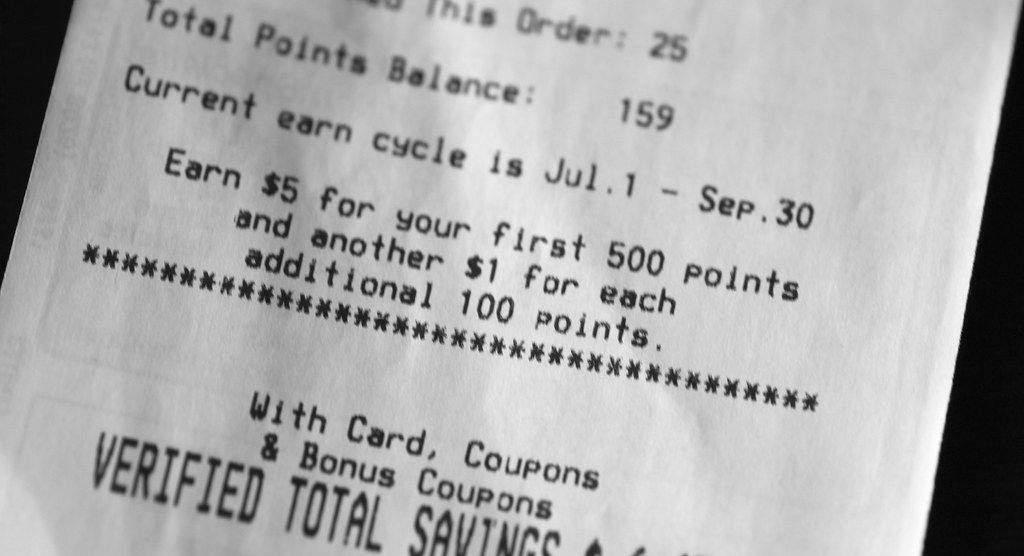 This Order: 25
Total Points Balance: 159
Current earn cycle is Jul.1 - Sep.30
Earn $5 for your first 500 points
and another $1 for each
additional 100 points.
**************************************
With Card, Coupons
& Bonus Coupons
VERIFIED TOTAL SAVINGS $